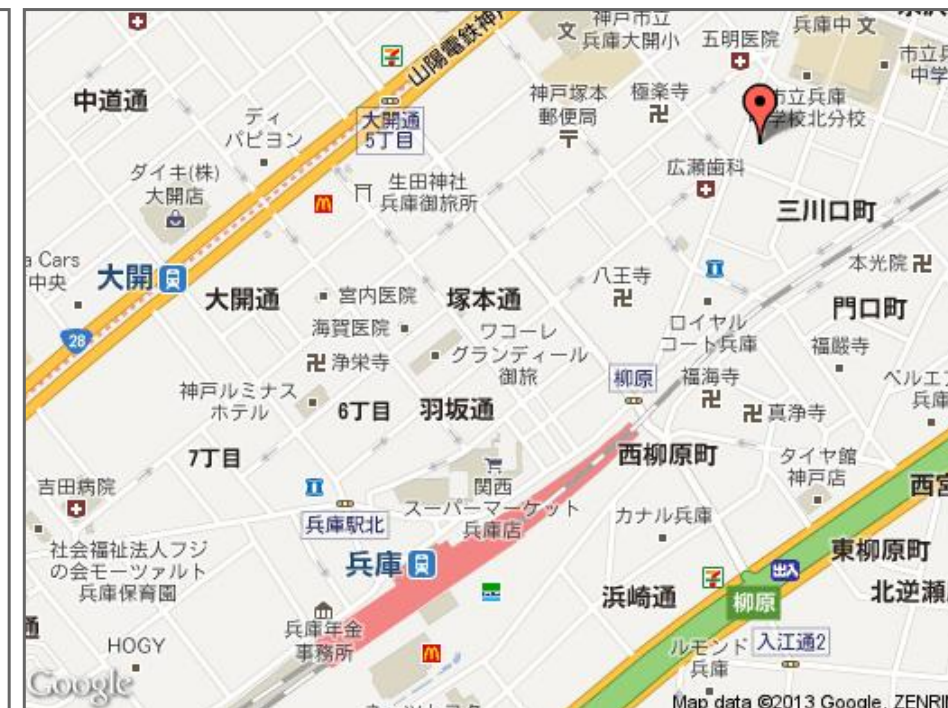 神戸市立
兵庫大開小
五明医院
兵庫中
市立兵
中学
山陽電鉄神戸
中道通
大開通
5丁目
神戸塚本
郵便局
極楽寺
市立兵庫
学校北分校
ディ
パピヨン
ダイキ(株)
大開店
生田神社
兵庫御旅所
広瀬歯科
三川口町
a Cars
中央
大開
大開通
宮内医院
塚本通
八王寺
本光院
門口町
28
海賀医院
ワコーレ
グランディール
御旅
ロイヤル
コート兵庫
福厳寺
浄栄寺
柳原
福海寺
ベルエ
兵庫
神戸ルミナス
ホテル
6丁目
羽坂通
真浄寺
7丁目
西柳原町
タイヤ館
神戸店
西宮
吉田病院
関西
スーパーマーケット
兵庫店
カナル兵庫
兵庫駅北
社会福祉法人フジ
の会モーツァルト
兵庫保育園
兵庫
出入
東柳原町
浜崎通
柳原
北逆瀬
通
兵庫年金
事務所
HOGY
ルモンド
兵庫
入江通2
Google
Map data ©2013 Google, ZENRI